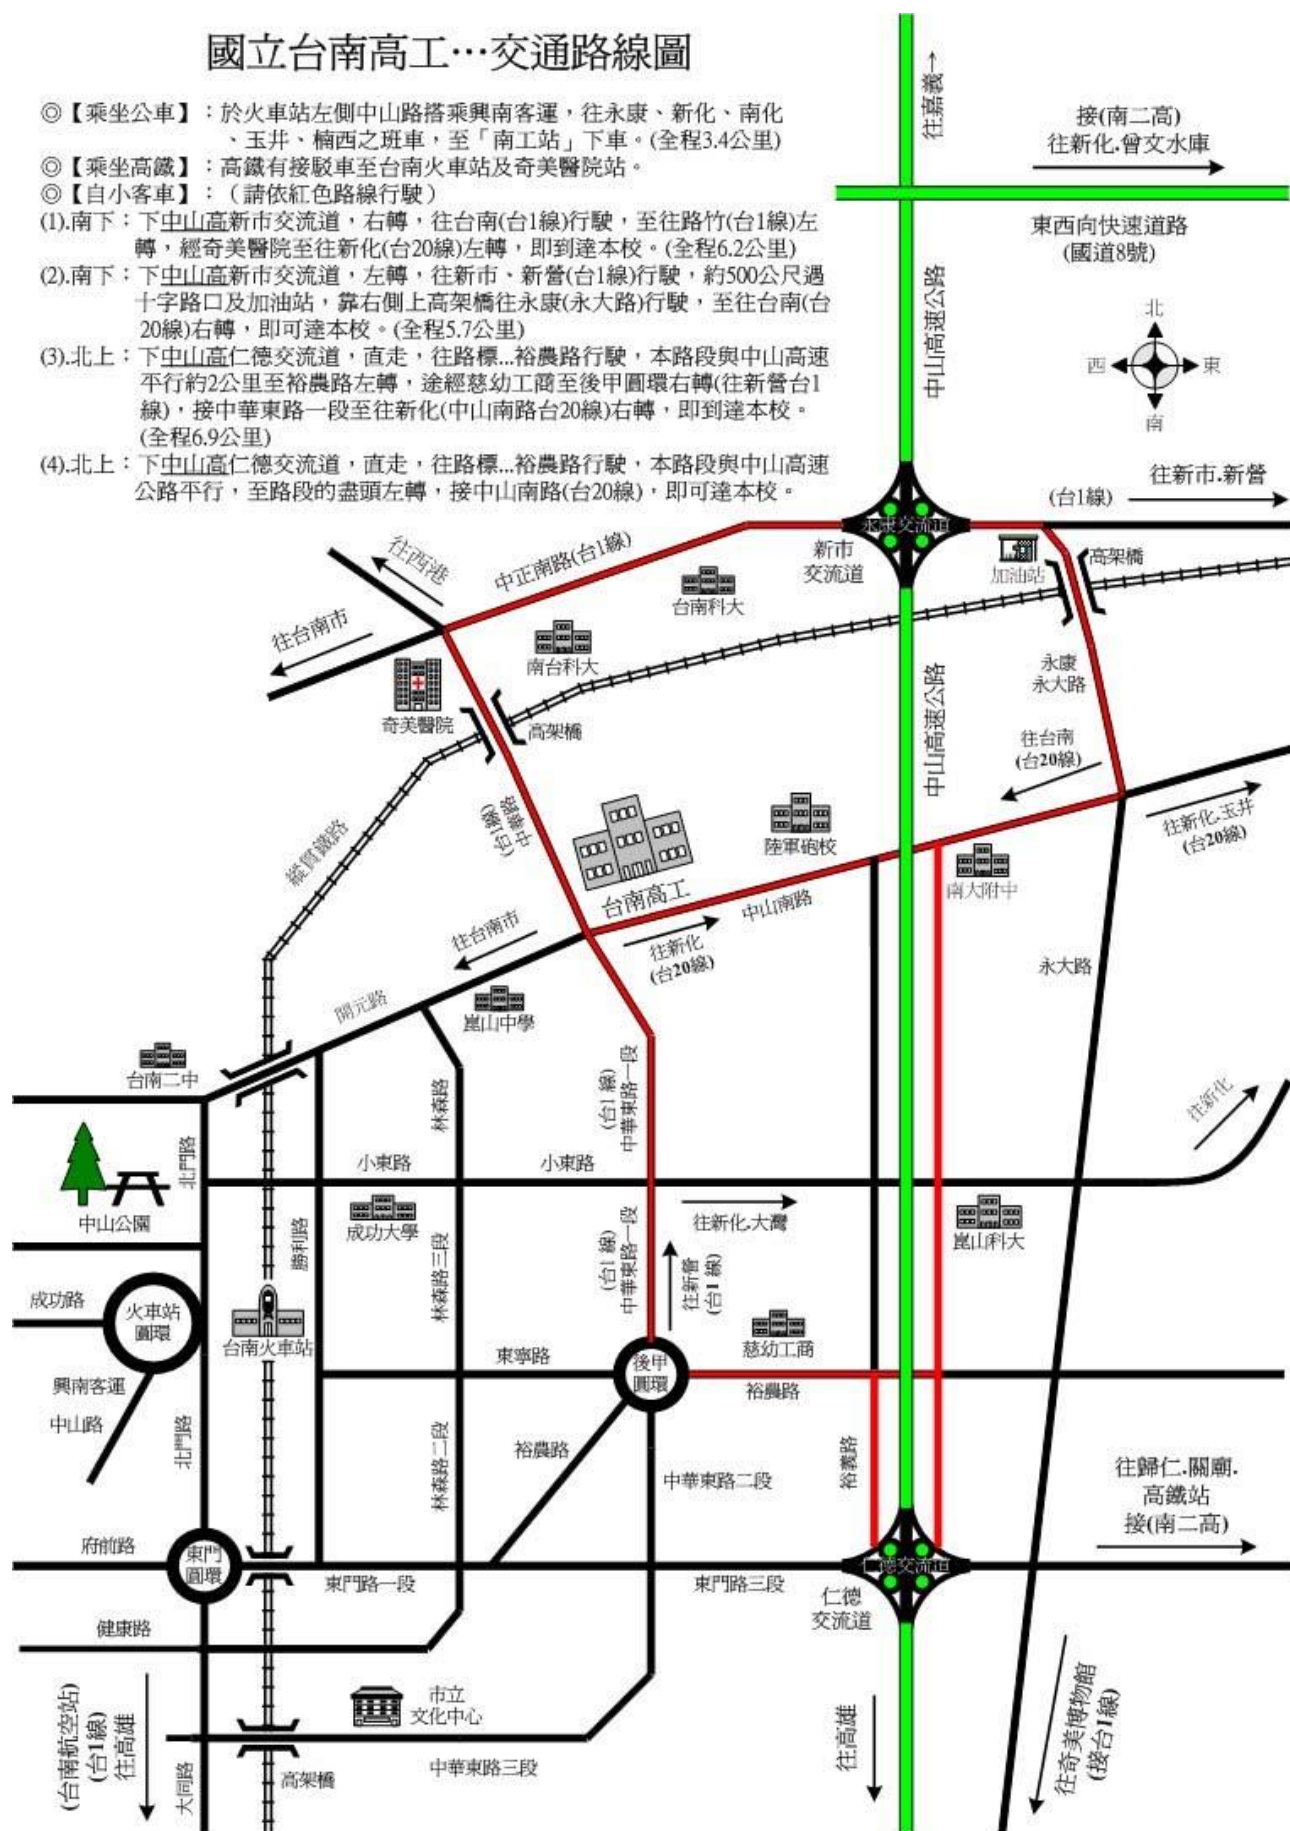 國立台南高工…交通路線圖
◎【乘坐公車】：於火車站左側中山路搭乘興南客運，往永康、新化、南化
、玉井、楠西之班車，至「南工站」下車。(全程3.4公里)
◎【乘坐高鐵】：高鐵有接駁車至台南火車站及奇美醫院站。
◎【自小客車】：（請依紅色路線行駛）
(1).南下：下中山高新市交流道，右轉，往台南(台1線)行駛，至往路竹(台1線)左
轉，經奇美醫院至往新化(台20線)左轉，即到達本校。(全程6.2公里)
(2).南下：下中山高新市交流道，左轉，往新市、新營(台1線)行駛，約500公尺遇
十字路口及加油站，靠右側上高架橋往永康(永大路)行駛，至往台南(台
20線)右轉，即可達本校。(全程5.7公里)
(3).北上：下中山高仁德交流道，直走，往路標...裕農路行駛，本路段與中山高速
平行約2公里至裕農路左轉，途經慈幼工商至後甲圓環右轉(往新營台1
線)，接中華東路一段至往新化(中山南路台20線)右轉，即到達本校。
(全程6.9公里)
(4).北上：下中山高仁德交流道，直走，往路標...裕農路行駛，本路段與中山高速
公路平行，至路段的盡頭左轉，接中山南路(台20線)，即可達本校。
往嘉義→
接(南二高)
往新化.曾文水庫
東西向快速道路
(國道8號)
中山高速公路
北
西
東
南
往新市.新營
(台1線)
永康交流道
新市
交流道
加油站
高架橋
往西港
中正南路(台1線)
台南科大
往台南市
南台科大
奇美醫院
高架橋
永康
永大路
中山高速公路
往台南
(台20線)
往新化.玉井
(台20線)
中華路
(台1線)
縱貫鐵路
陸軍砲校
台南高工
南大附中
中山南路
往台南市
往新化
(台20線)
永大路
開元路
崑山中學
台南二中
林森路
(台1 線)
中華東路一段
往新化
北門路
小東路
小東路
中山公園
勝利路
成功大學
林森路三段
(台1 線)
中華東路一段
往新化.大灣
往新營
(台1 線)
崑山科大
成功路
火車站
圓環
台南火車站
東寧路
後甲
圓環
慈幼工商
裕農路
興南客運
中山路
北門路
林森路二段
裕農路
中華東路二段
裕義路
往歸仁.關廟.
高鐵站
接(南二高)
府前路
東門
圓環
東門路一段
東門路三段
仁德交流道
仁德
交流道
健康路
市立
文化中心
(台南航空站)
(台1線)
往高雄
大同路
高架橋
中華東路三段
往高雄
往奇美博物館
(接台1線)